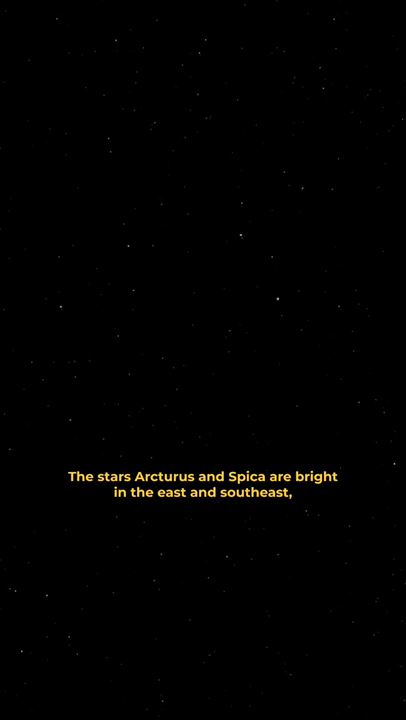 The stars Arcturus and Spica are bright
in the east and southeast,